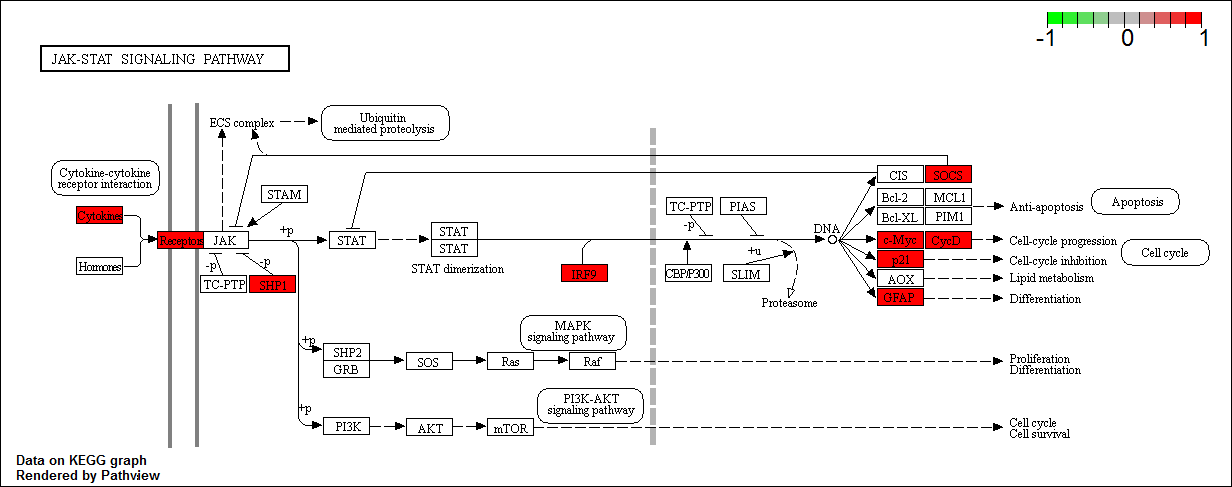 -1 0 1
JAK-STAT SIGNALING PATHWAY
ECS complex
Ubiquitin
mediated proteolysis
Cytokine-cytokine
receptor interaction
Cytokines
Hormones
Receptors
JAK
STAM
+p
-p
-p
TC-PTP
SHP1
STAT
STAT
STAT
STAT dimerization
IRF9
TC-PTP
PIAS
-p
CBP/P300
+u
SLIM
Proteasome
DNA
CIS
SOCS
Bcl-2
MCL1
Bcl-XL
PIM1
Anti-apoptosis
Apoptosis
c-Myc
CycD
Cell-cycle progression
p21
Cell-cycle inhibition
Cell cycle
AOX
Lipid metabolism
GFAP
Differentiation
+p
SHP2
GRB
SOS
Ras
Raf
MAPK
signaling pathway
Proliferation
Differentiation
+p
PI3K
AKT
mTOR
PI3K-AKT
signaling pathway
Cell cycle
Cell survival
Data on KEGG graph
Rendered by Pathview